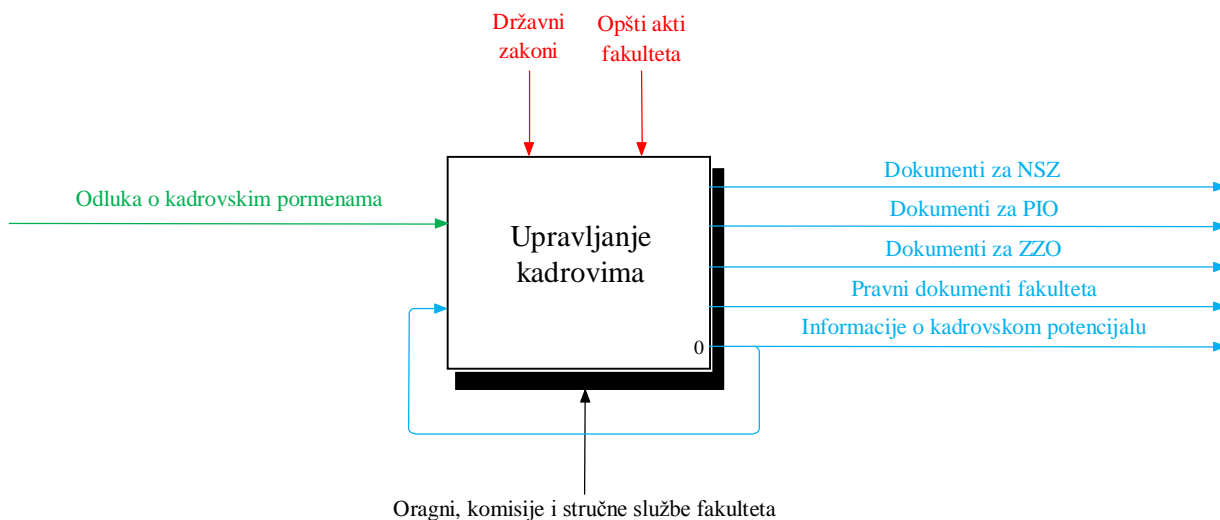 Državni
zakoni
Opšti akti
fakulteta
Odluka o kadrovskim pormenama
Upravljanje
kadrovima
0
Dokumenti za NSZ
Dokumenti za PIO
Dokumenti za ZZO
Pravni dokumenti fakulteta
Informacije o kadrovskom potencijalu
Oragni, komisije i stručne službe fakulteta